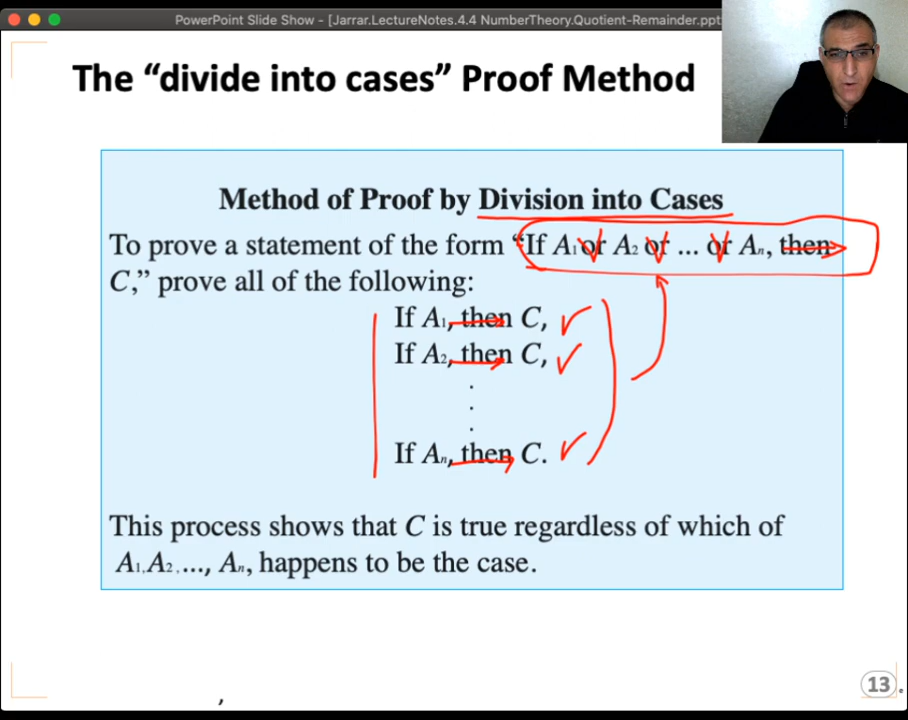 PowerPoint Slide Show - [Jarrar.LectureNotes.4.4 NumberTheory.Quotient-Remainder.ppt
The “divide into cases” Proof Method
Method of Proof by Division into Cases
To prove a statement of the form “If A₁ or A₂ or ... or Aₙ, then
C,” prove all of the following:
If A₁, then C,
If A₂, then C,
.
.
.
If Aₙ, then C.
This process shows that C is true regardless of which of
A₁,A₂,..., Aₙ, happens to be the case.
13